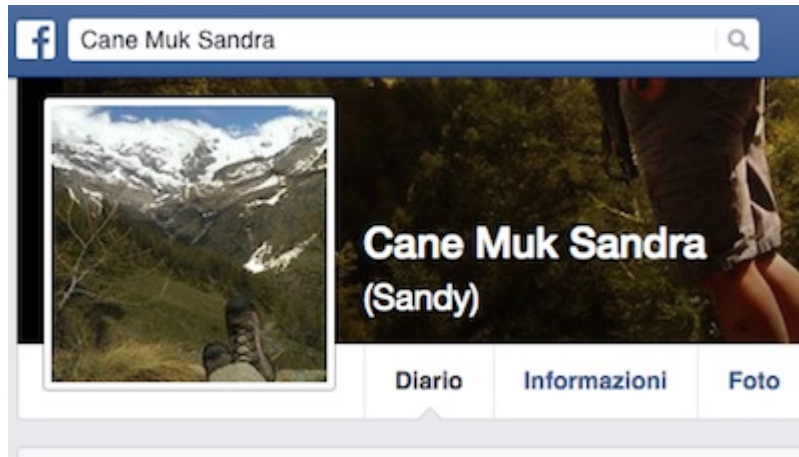 f Cane Muk Sandra
Cane Muk Sandra
(Sandy)
Diario Informazioni Foto